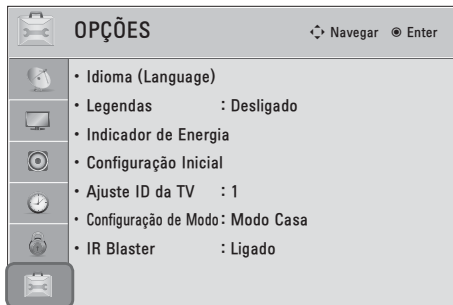 OPÇÕES
Navegar Enter
• Idioma (Language)
• Legendas : Desligado
• Indicador de Energia
• Configuração Inicial
• Ajuste ID da TV : 1
• Configuração de Modo: Modo Casa
• IR Blaster : Ligado